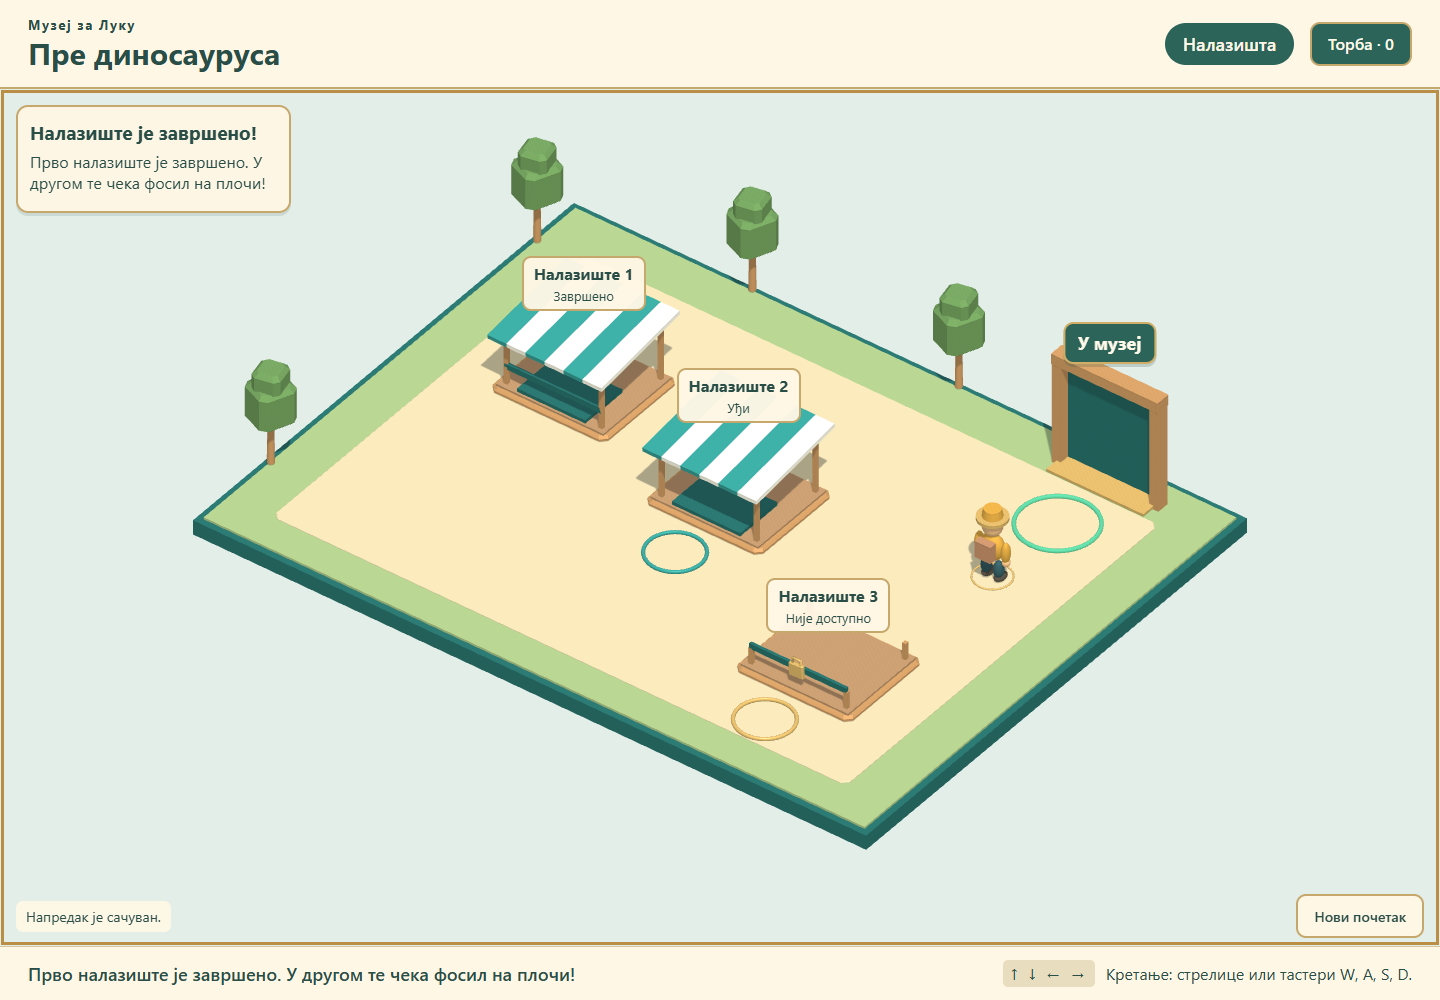 Музеј за Луку
Пре диносауруса
Налазишта
Торба · 0
Налазиште је завршено!
Прво налазиште је завршено. У
другом те чека фосил на плочи!
Налазиште 1
Завршено
Налазиште 2
Уђи
У музеј
Налазиште 3
Није доступно
Напредак је сачуван.
Нови почетак
Прво налазиште је завршено. У другом те чека фосил на плочи!
↑ ↓ ← → Кретање: стрелице или тастери W, A, S, D.